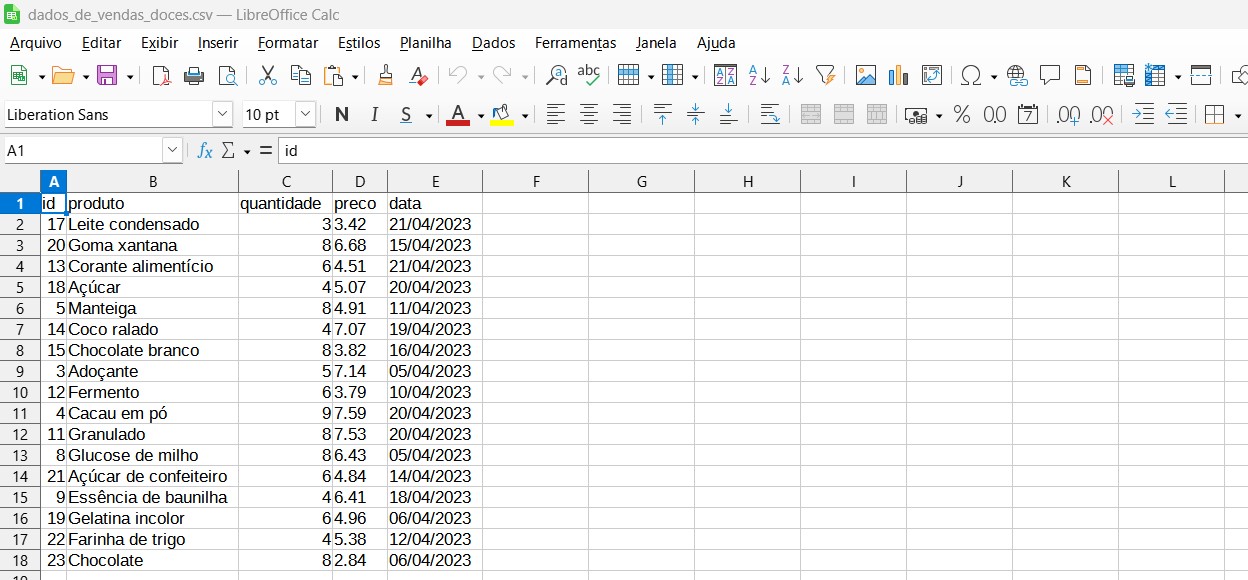 dados_de_vendas_doces.csv — LibreOffice Calc
Arquivo Editar Exibir Inserir Formatar Estilos Planilha Dados Ferramentas Janela Ajuda
Liberation Sans 10 pt N I S A
A1 fx Σ = id
A B C D E F G H I J K L
1 id produto quantidade preco data
2 17 Leite condensado 3 3.42 21/04/2023
3 20 Goma xantana 8 6.68 15/04/2023
4 13 Corante alimentício 6 4.51 21/04/2023
5 18 Açúcar 4 5.07 20/04/2023
6 5 Manteiga 8 4.91 11/04/2023
7 14 Coco ralado 4 7.07 19/04/2023
8 15 Chocolate branco 8 3.82 16/04/2023
9 3 Adoçante 5 7.14 05/04/2023
10 12 Fermento 6 3.79 10/04/2023
11 4 Cacau em pó 9 7.59 20/04/2023
12 11 Granulado 8 7.53 20/04/2023
13 8 Glucose de milho 8 6.43 05/04/2023
14 21 Açúcar de confeiteiro 6 4.84 14/04/2023
15 9 Essência de baunilha 4 6.41 18/04/2023
16 19 Gelatina incolor 6 4.96 06/04/2023
17 22 Farinha de trigo 4 5.38 12/04/2023
18 23 Chocolate 8 2.84 06/04/2023